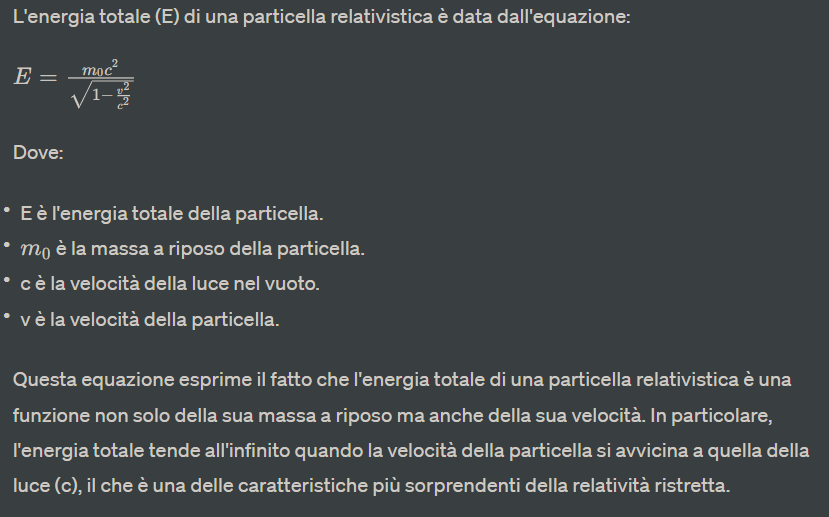 L'energia totale (E) di una particella relativistica è data dall'equazione:
$E = \frac{m_0 c^2}{\sqrt{1-\frac{v^2}{c^2}}}$
Dove:
• E è l'energia totale della particella.
• $m_0$ è la massa a riposo della particella.
• c è la velocità della luce nel vuoto.
• v è la velocità della particella.
Questa equazione esprime il fatto che l'energia totale di una particella relativistica è una
funzione non solo della sua massa a riposo ma anche della sua velocità. In particolare,
l'energia totale tende all'infinito quando la velocità della particella si avvicina a quella della
luce (c), il che è una delle caratteristiche più sorprendenti della relatività ristretta.